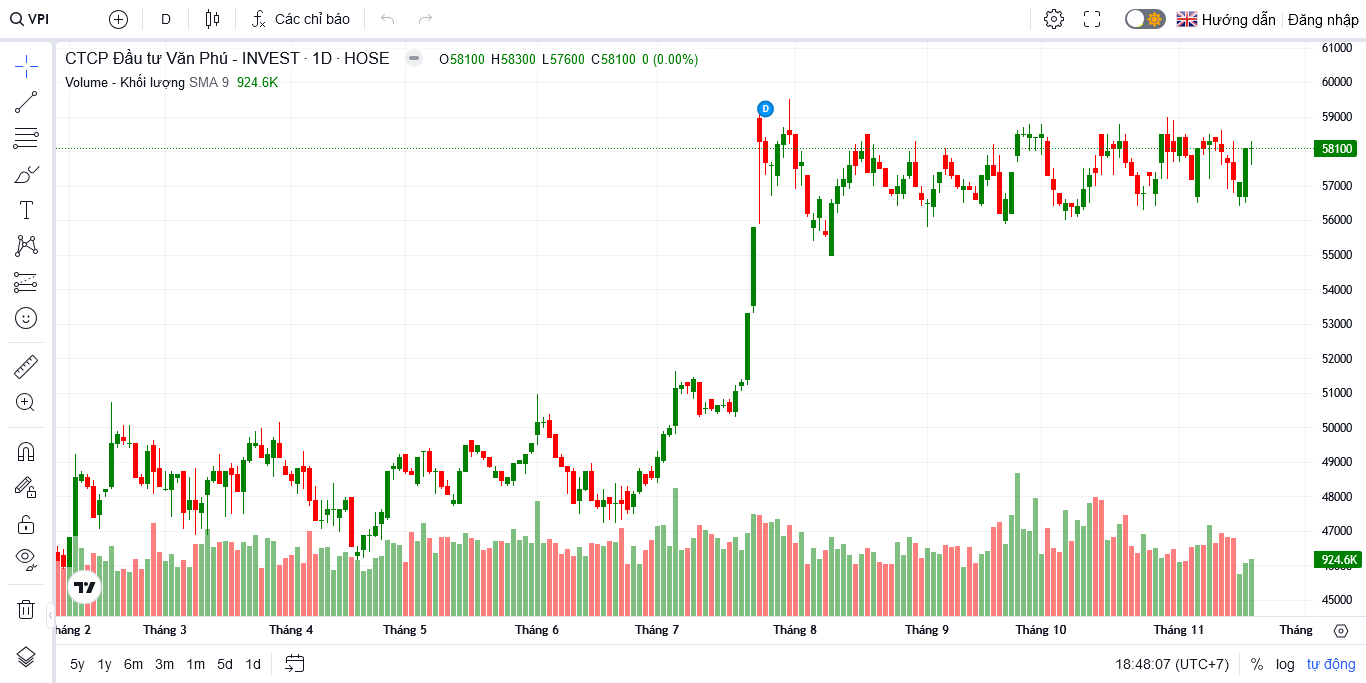 VPI
D
Các chỉ báo
Hướng dẫn
Đăng nhập
CTCP Đầu tư Văn Phú - INVEST · 1D · HOSE
O58100 H58300 L57600 C58100 0 (0.00%)
Volume - Khối lượng SMA 9 924.6K
D
61000
60000
59000
58100
57000
56000
55000
54000
53000
52000
51000
50000
49000
48000
47000
924.6K
45000
háng 2
Tháng 3
Tháng 4
Tháng 5
Tháng 6
Tháng 7
Tháng 8
Tháng 9
Tháng 10
Tháng 11
Tháng
5y 1y 6m 3m 1m 5d 1d
18:48:07 (UTC+7)
%
log
tự động